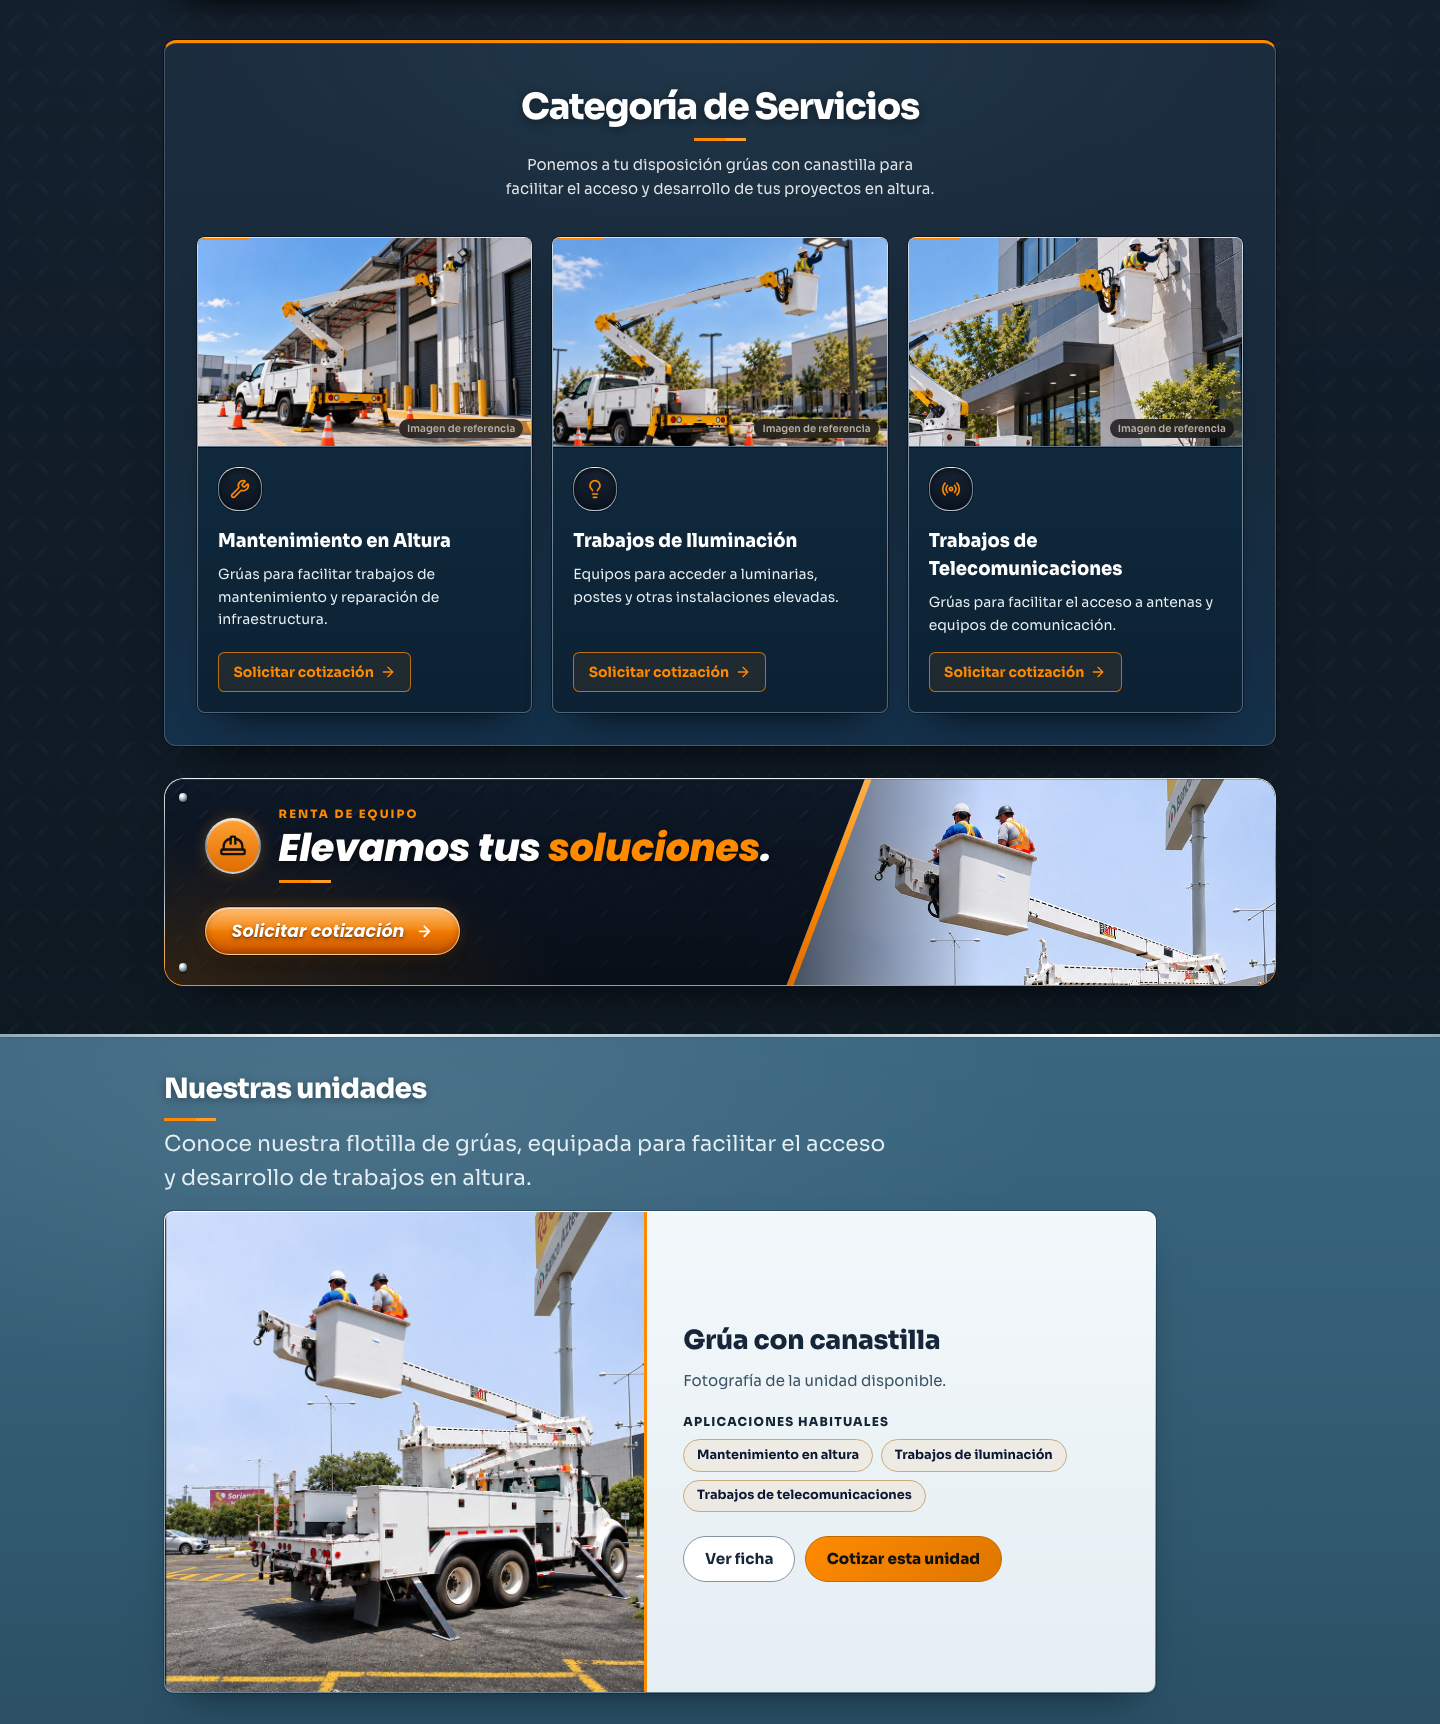 Categoría de Servicios
Ponemos a tu disposición grúas con canastilla para
facilitar el acceso y desarrollo de tus proyectos en altura.
Imagen de referencia
Mantenimiento en Altura
Grúas para facilitar trabajos de
mantenimiento y reparación de
infraestructura.
Solicitar cotización
Imagen de referencia
Trabajos de Iluminación
Equipos para acceder a luminarias,
postes y otras instalaciones elevadas.
Solicitar cotización
Imagen de referencia
Trabajos de
Telecomunicaciones
Grúas para facilitar el acceso a antenas y
equipos de comunicación.
Solicitar cotización
RENTA DE EQUIPO
Elevamos tus soluciones.
Solicitar cotización
Nuestras unidades
Conoce nuestra flotilla de grúas, equipada para facilitar el acceso
y desarrollo de trabajos en altura.
Banco
Soriana
Grúa con canastilla
Fotografía de la unidad disponible.
APLICACIONES HABITUALES
Mantenimiento en altura
Trabajos de iluminación
Trabajos de telecomunicaciones
Ver ficha
Cotizar esta unidad